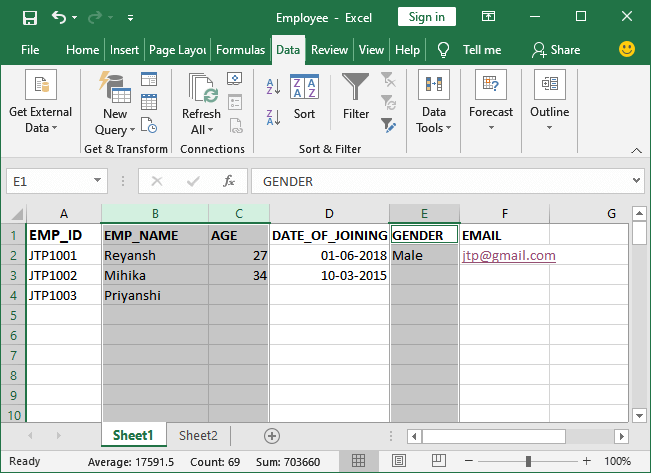 Employee - Excel
Sign in
File Home Insert Page Layou Formulas Data Review View Help Tell me Share
Get External Data
New Query
Refresh All
A Z
Z A
Z A
A Z
Sort
Filter
Data Tools
Forecast
Outline
Get & Transform Connections Sort & Filter
E1 fx GENDER
A B C D E F G
1 EMP_ID EMP_NAME AGE DATE_OF_JOINING GENDER EMAIL
2 JTP1001 Reyansh 27 01-06-2018 Male jtp@gmail.com
3 JTP1002 Mihika 34 10-03-2015
4 JTP1003 Priyanshi
5
6
7
8
9
10
Sheet1 Sheet2
Ready Average: 17591.5 Count: 69 Sum: 703660 100%